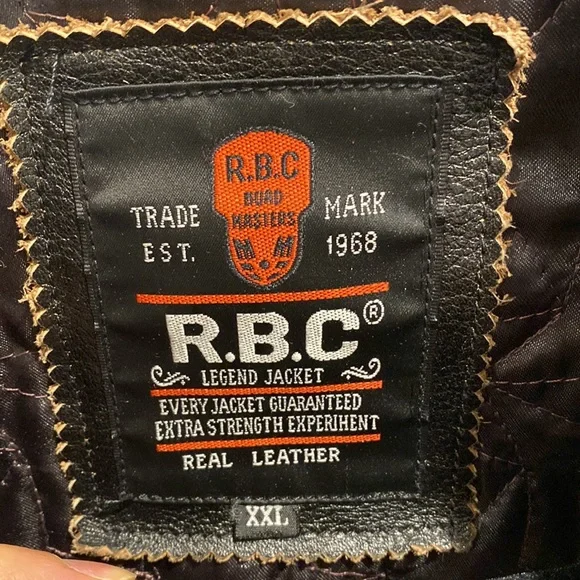 R.B.C
ROAD
MASTERS
TRADE MARK
EST. 1968
R.B.C®
LEGEND JACKET
EVERY JACKET GUARANTEED
EXTRA STRENGTH EXPERIHENT
REAL LEATHER
XXL